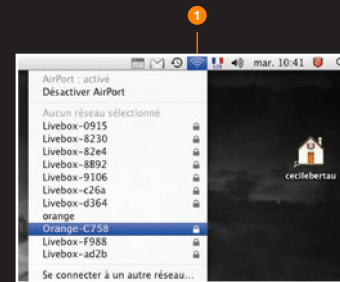 1
mar. 10:41
AirPort : activé
Désactiver AirPort
Aucun réseau sélectionné
Livebox-0915
Livebox-8230
Livebox-82e4
Livebox-8B92
Livebox-9106
Livebox-c26a
Livebox-d364
orange
Orange-C758
Livebox-F988
Livebox-ad2b
Se connecter à un autre réseau...
cecilebertau